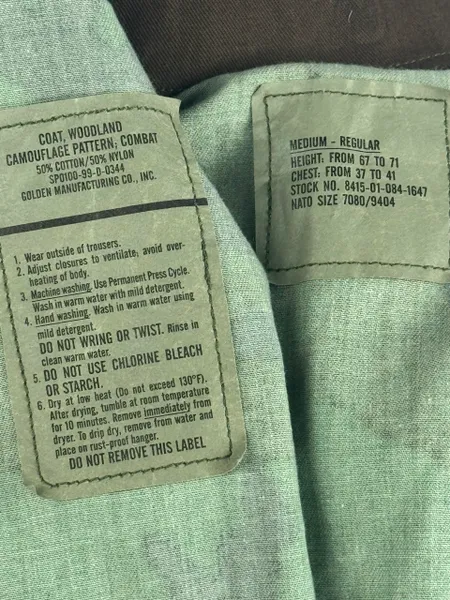 COAT, WOODLAND
CAMOUFLAGE PATTERN, COMBAT
50% COTTON/50% NYLON
SPO100-99-D-0344
GOLDEN MANUFACTURING CO., INC.
1. Wear outside of trousers.
2. Adjust closures to ventilate; avoid over-
heating of body.
3. Machine washing. Use Permanent Press Cycle.
Wash in warm water with mild detergent.
4. Hand washing. Wash in warm water using
mild detergent.
DO NOT WRING OR TWIST. Rinse in
clean warm water.
5. DO NOT USE CHLORINE BLEACH
OR STARCH.
6. Dry at low heat (Do not exceed 130°F).
After drying, tumble at room temperature
for 10 minutes. Remove immediately from
dryer. To drip dry, remove from water and
place on rust-proof hanger.
DO NOT REMOVE THIS LABEL
MEDIUM - REGULAR
HEIGHT: FROM 67 TO 71
CHEST: FROM 37 TO 41
STOCK NO. 8415-01-084-1647
NATO SIZE 7080/9404